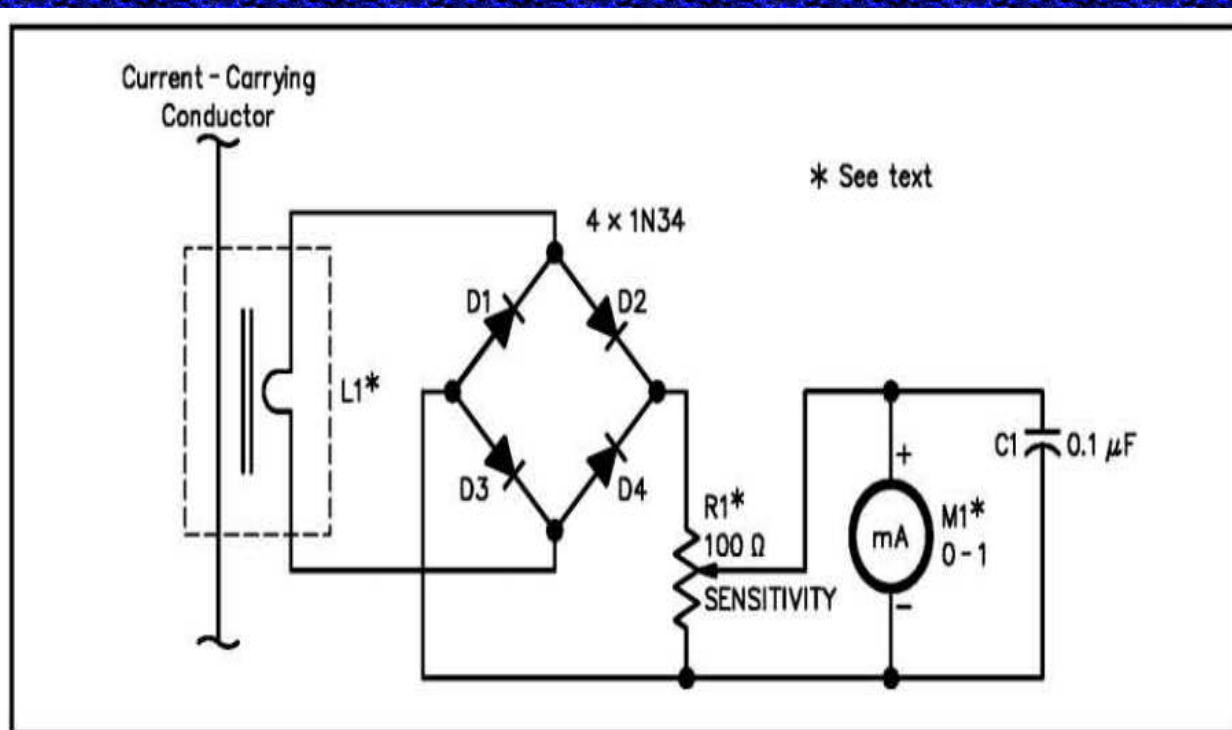 Current - Carrying
Conductor
* See text
4 × 1N34
D1
D2
L1*
D3
D4
R1*
100 Ω
SENSITIVITY
+
mA
−
M1*
0 - 1
C1
0.1 μF